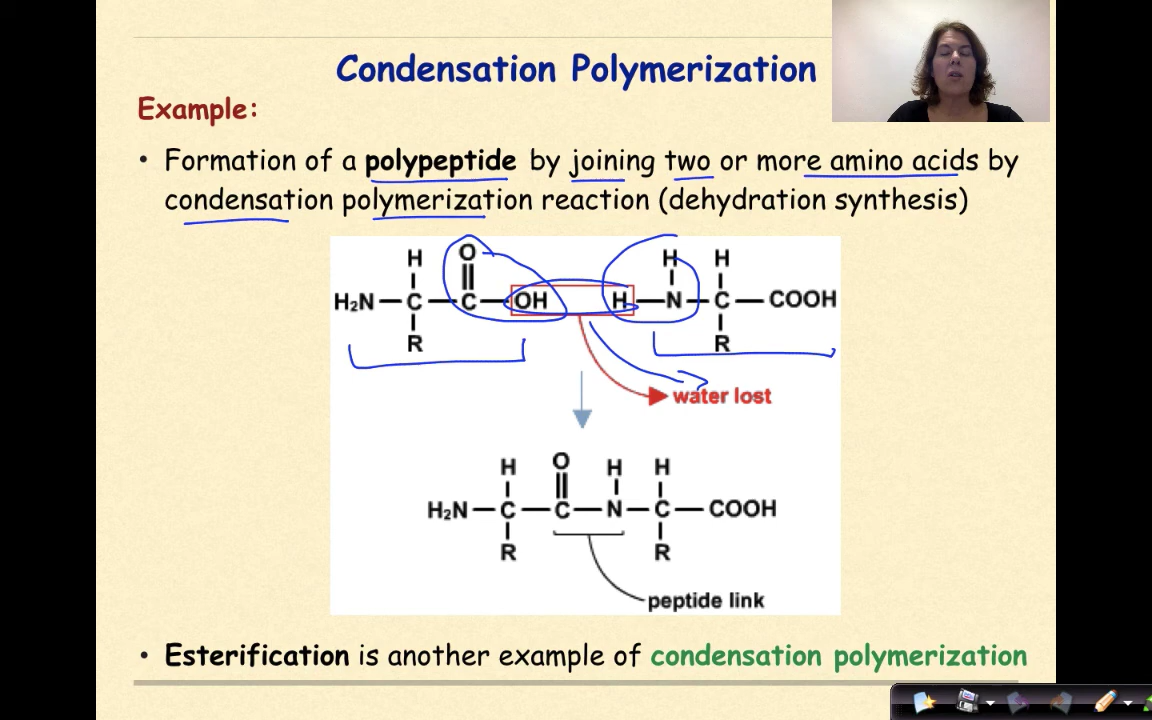 Condensation Polymerization
Example:
• Formation of a polypeptide by joining two or more amino acids by
condensation polymerization reaction (dehydration synthesis)
H O H H
H₂N—C—C—OH H—N—C—COOH
R R
water lost
H O H H
H₂N—C—C—N—C—COOH
R R
peptide link
• Esterification is another example of condensation polymerization